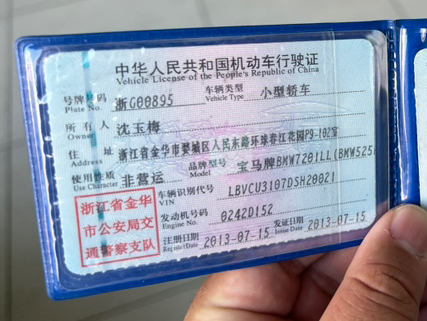 中华人民共和国机动车行驶证
Vehicle License of the People's Republic of China
号牌号码 浙G00895 车辆类型 小型轿车
Plate No. Vehicle Type
所有人 沈玉梅
Owner
住址 浙江省金华市婺城区人民东路环球春江花园P9-102室
Address
使用性质 非营运 品牌型号 宝马牌BMW7201LL(BMW525
Use Character Model
车辆识别代号 LBVCU3107DSH20021
VIN
发动机号码 0242D152
Engine No.
注册日期 2013-07-15 发证日期 2013-07-15
Register Date Issue Date
浙江省金华
市公安局交
通警察支队